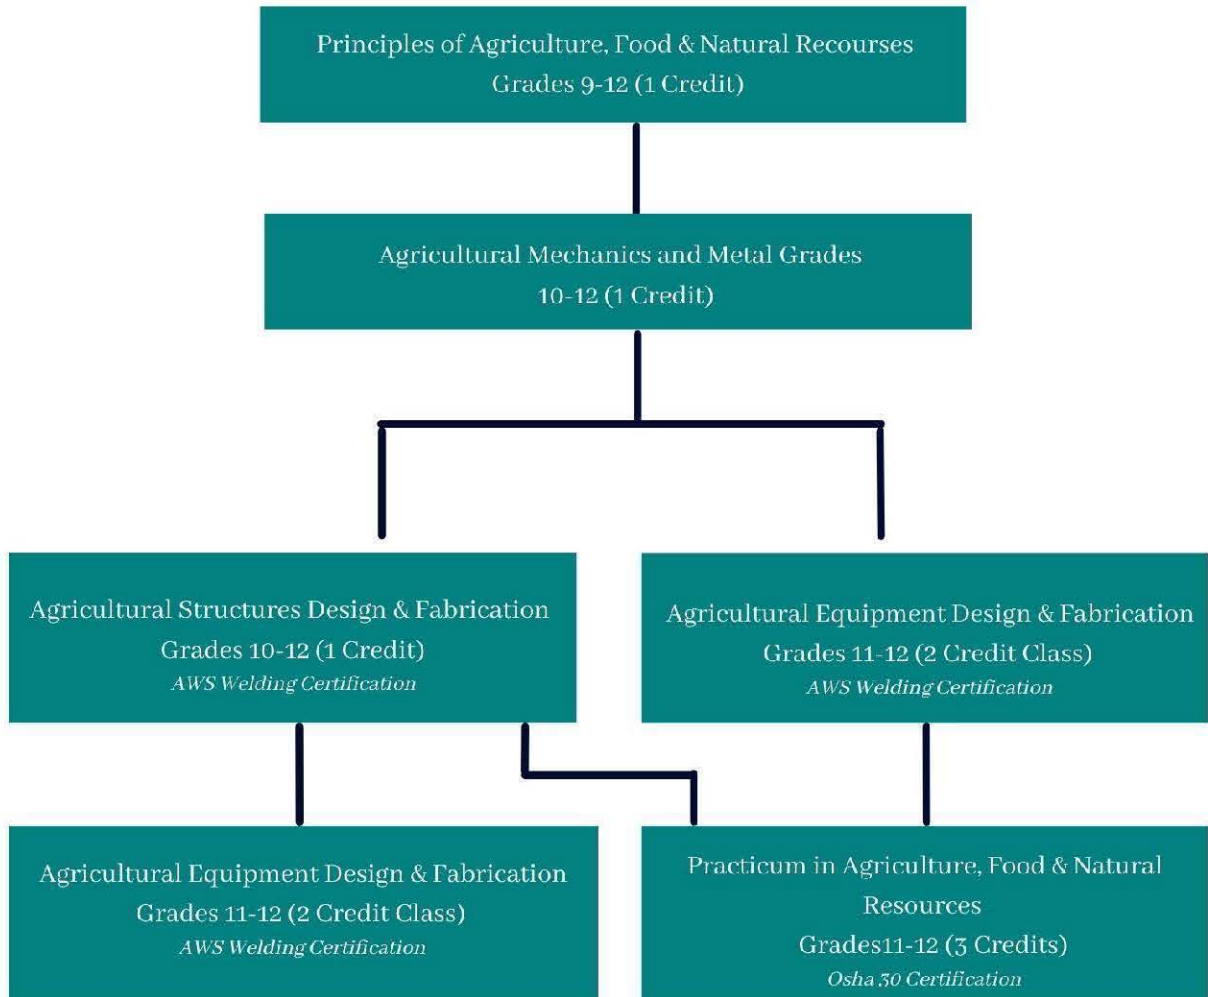 Principles of Agriculture, Food & Natural Recourses
Grades 9-12 (1 Credit)
Agricultural Mechanics and Metal Grades
10-12 (1 Credit)
Agricultural Structures Design & Fabrication
Grades 10-12 (1 Credit)
AWS Welding Certification
Agricultural Equipment Design & Fabrication
Grades 11-12 (2 Credit Class)
AWS Welding Certification
Agricultural Equipment Design & Fabrication
Grades 11-12 (2 Credit Class)
AWS Welding Certification
Practicum in Agriculture, Food & Natural
Resources
Grades11-12 (3 Credits)
Osha 30 Certification